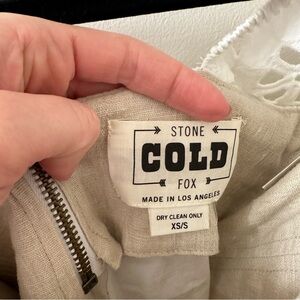 STONE
COLD
FOX
MADE IN LOS ANGELES
DRY CLEAN ONLY
XS/S